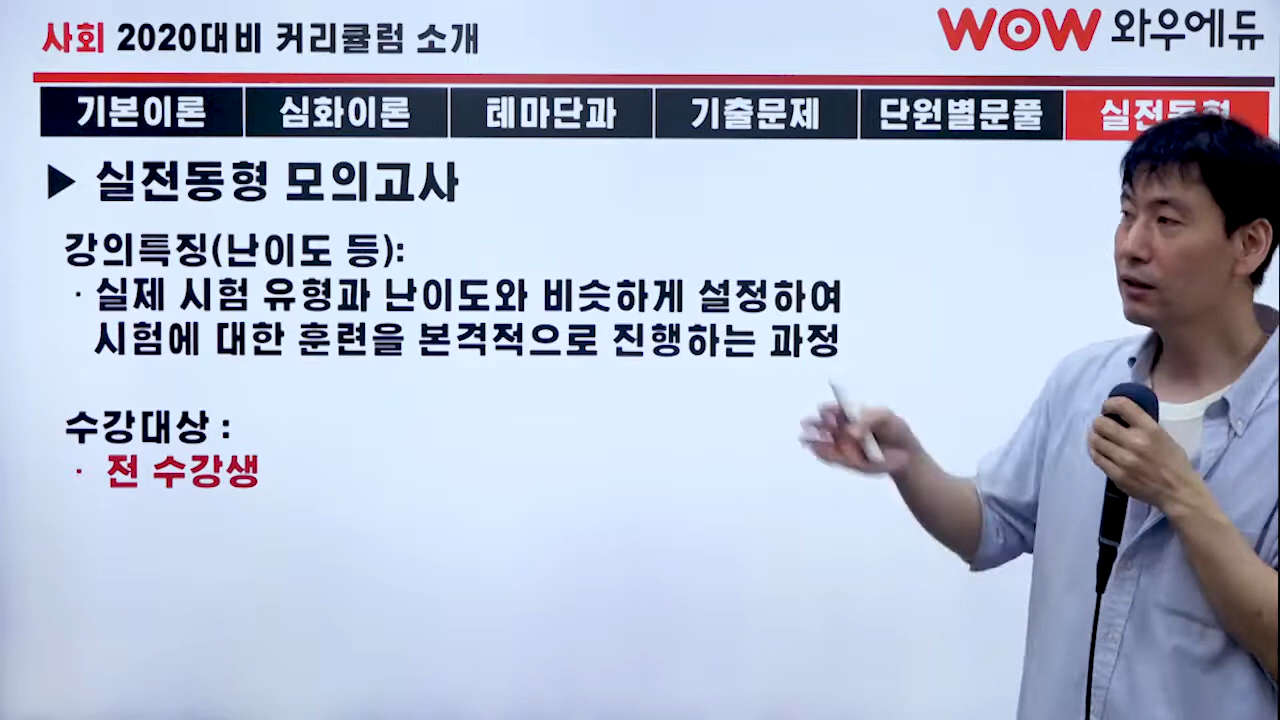 사회 2020대비 커리큘럼 소개
WOW 와우에듀
기본이론 심화이론 테마단과 기출문제 단원별문풀 실전동형
▶ 실전동형 모의고사
강의특징(난이도 등):
· 실제 시험 유형과 난이도와 비슷하게 설정하여
시험에 대한 훈련을 본격적으로 진행하는 과정
수강대상 :
· 전 수강생